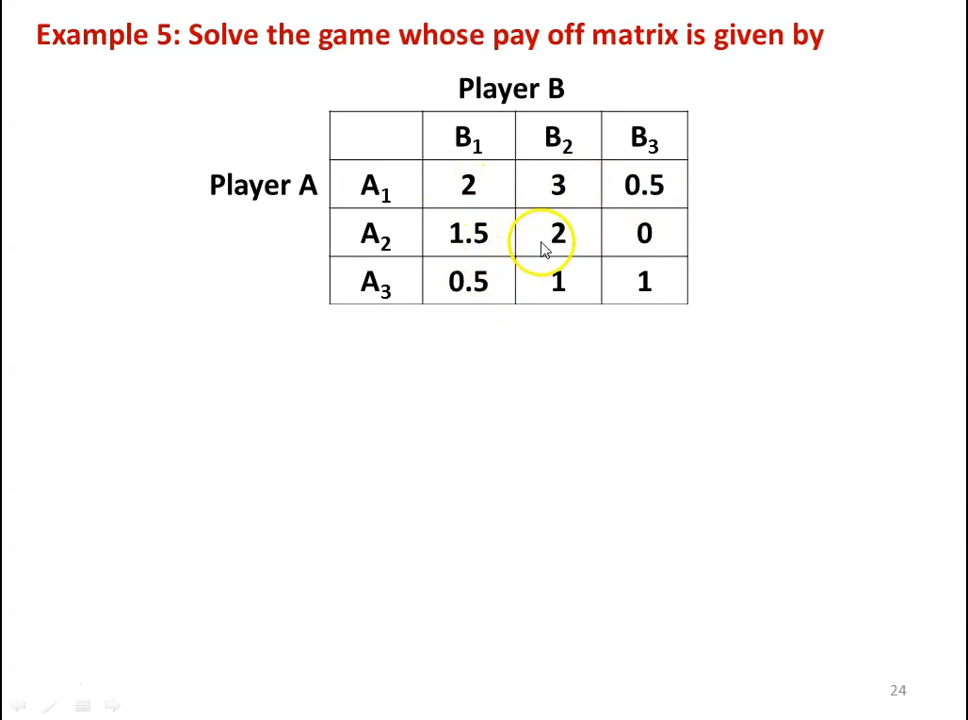 Example 5: Solve the game whose pay off matrix is given by
Player B
B₁ B₂ B₃
Player A A₁ 2 3 0.5
A₂ 1.5 2 0
A₃ 0.5 1 1
24